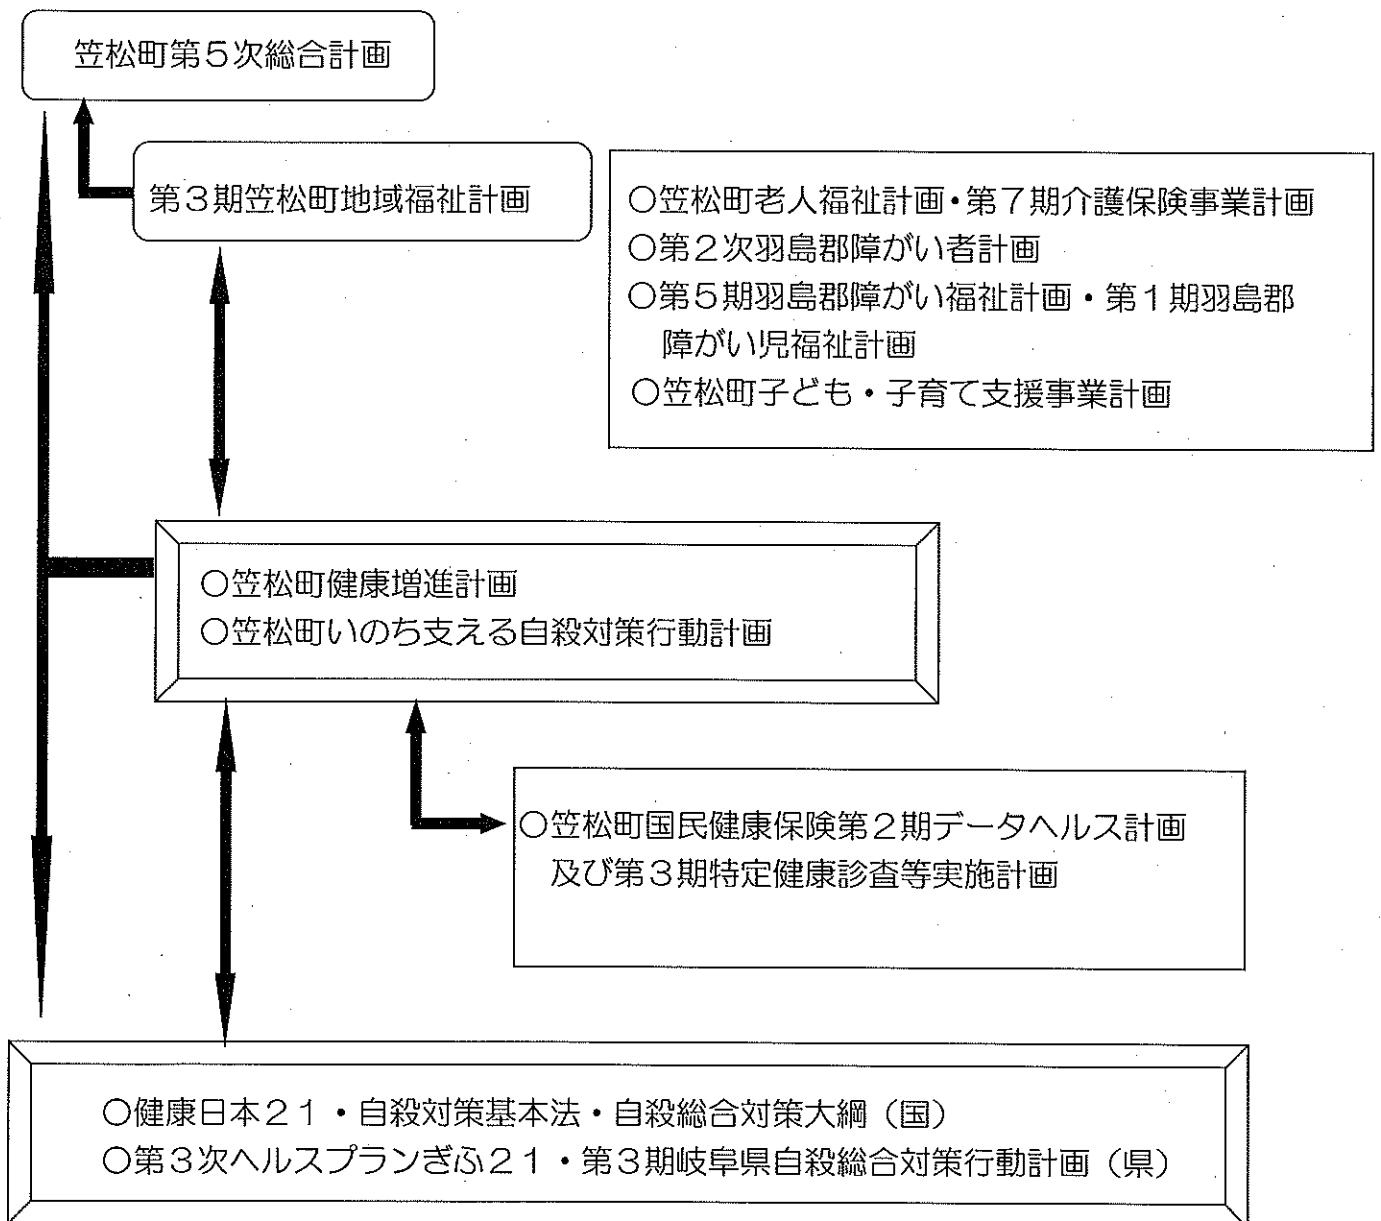 笠松町第５次総合計画
第３期笠松町地域福祉計画
○笠松町老人福祉計画・第７期介護保険事業計画
○第２次羽島郡障がい者計画
○第５期羽島郡障がい福祉計画・第１期羽島郡
障がい児福祉計画
○笠松町子ども・子育て支援事業計画
○笠松町健康増進計画
○笠松町いのち支える自殺対策行動計画
○笠松町国民健康保険第２期データヘルス計画
及び第３期特定健康診査等実施計画
○健康日本２１・自殺対策基本法・自殺総合対策大綱（国）
○第３次ヘルスプランぎふ２１・第３期岐阜県自殺総合対策行動計画（県）